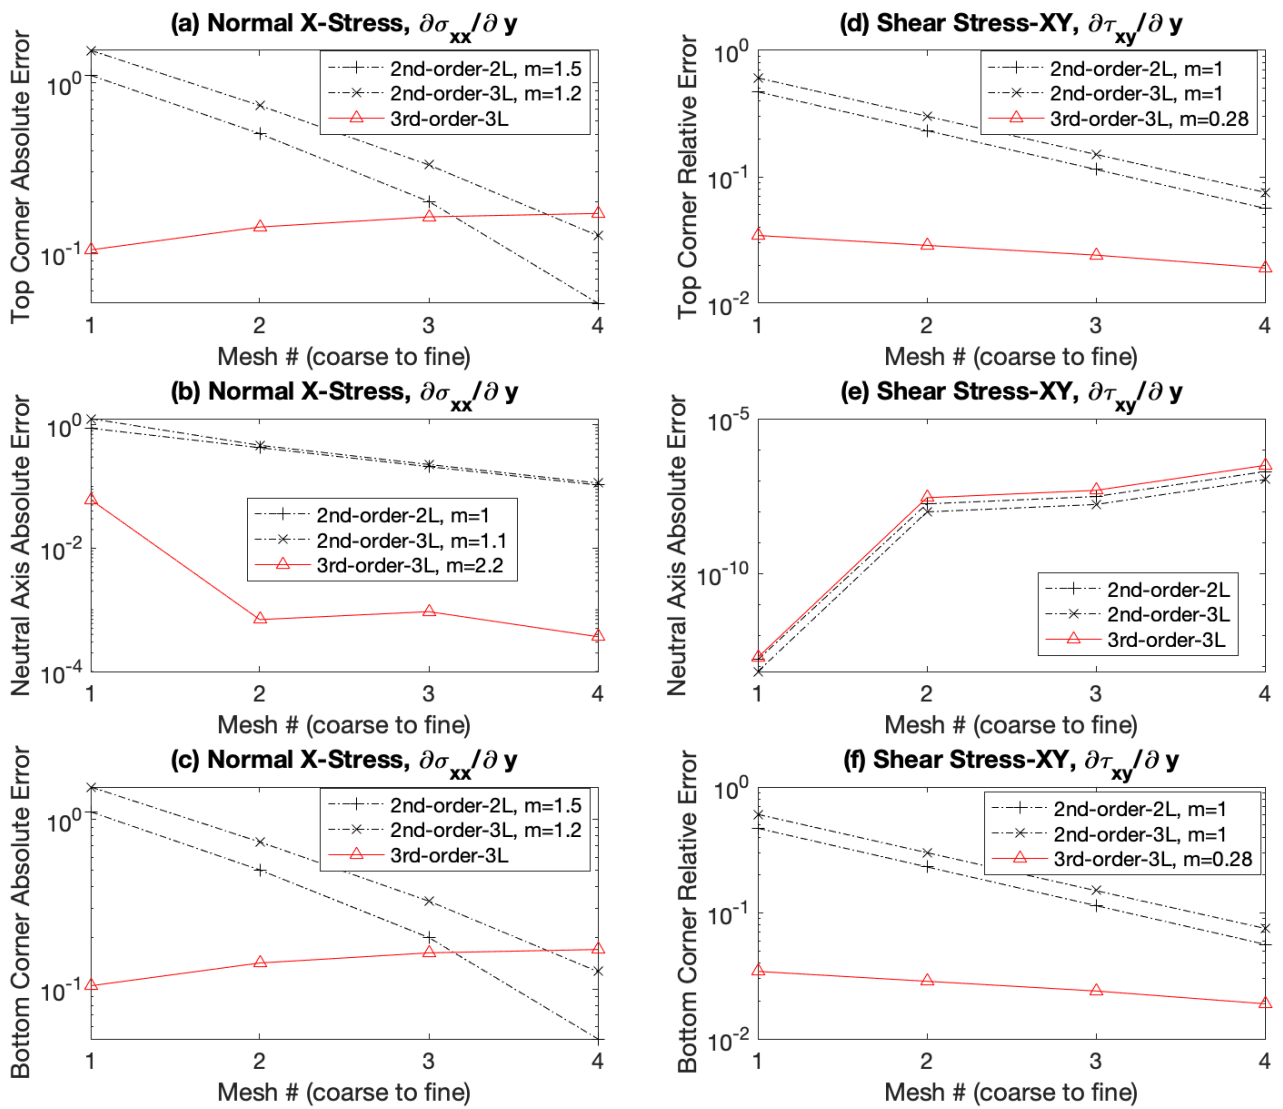 (a) Normal X-Stress, ∂σxx/∂ y
Top Corner Absolute Error
10^0
10^-1
2nd-order-2L, m=1.5
2nd-order-3L, m=1.2
3rd-order-3L
1 2 3 4
Mesh # (coarse to fine)
(d) Shear Stress-XY, ∂τxy/∂ y
Top Corner Relative Error
10^0
10^-1
10^-2
2nd-order-2L, m=1
2nd-order-3L, m=1
3rd-order-3L, m=0.28
1 2 3 4
Mesh # (coarse to fine)
(b) Normal X-Stress, ∂σxx/∂ y
Neutral Axis Absolute Error
10^0
10^-2
10^-4
2nd-order-2L, m=1
2nd-order-3L, m=1.1
3rd-order-3L, m=2.2
1 2 3 4
Mesh # (coarse to fine)
(e) Shear Stress-XY, ∂τxy/∂ y
Neutral Axis Absolute Error
10^-5
10^-10
2nd-order-2L
2nd-order-3L
3rd-order-3L
1 2 3 4
Mesh # (coarse to fine)
(c) Normal X-Stress, ∂σxx/∂ y
Bottom Corner Absolute Error
10^0
10^-1
2nd-order-2L, m=1.5
2nd-order-3L, m=1.2
3rd-order-3L
1 2 3 4
Mesh # (coarse to fine)
(f) Shear Stress-XY, ∂τxy/∂ y
Bottom Corner Relative Error
10^0
10^-1
10^-2
2nd-order-2L, m=1
2nd-order-3L, m=1
3rd-order-3L, m=0.28
1 2 3 4
Mesh # (coarse to fine)